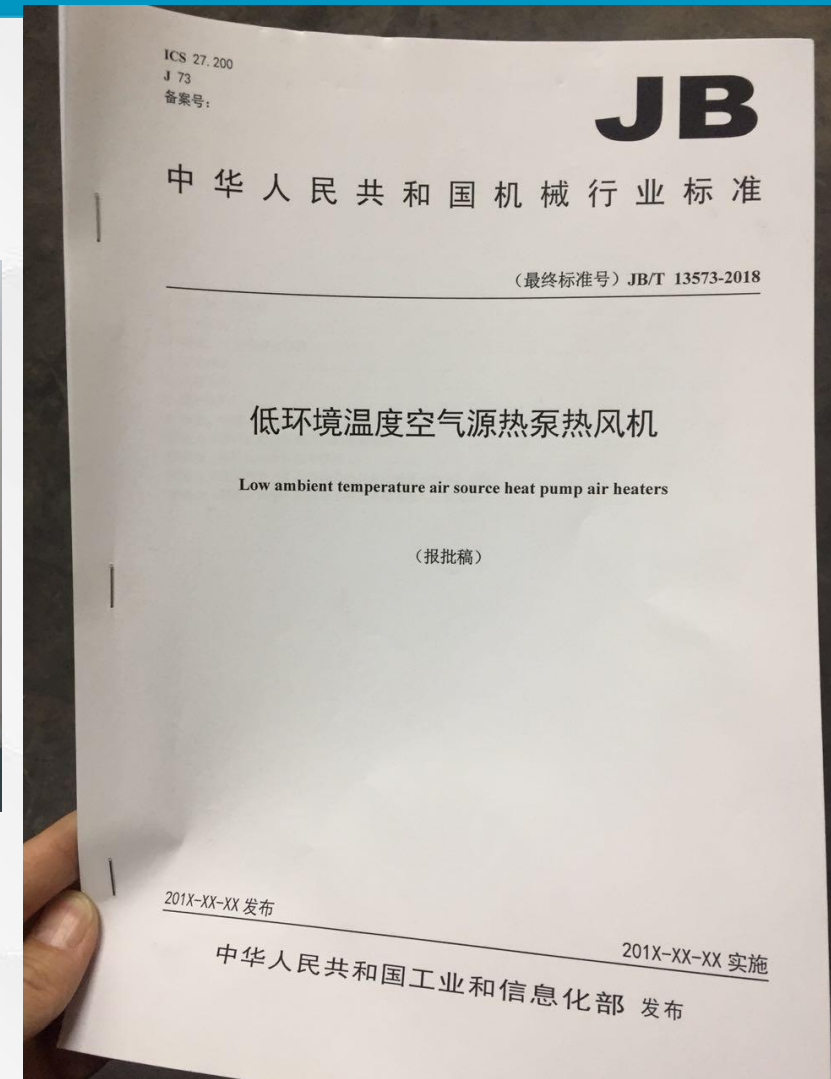 ICS 27.200
J 73
备案号：
JB
中华人民共和国机械行业标准
（最终标准号）JB/T 13573-2018
低环境温度空气源热泵热风机
Low ambient temperature air source heat pump air heaters
（报批稿）
201X-XX-XX 发布
201X-XX-XX 实施
中华人民共和国工业和信息化部 发布